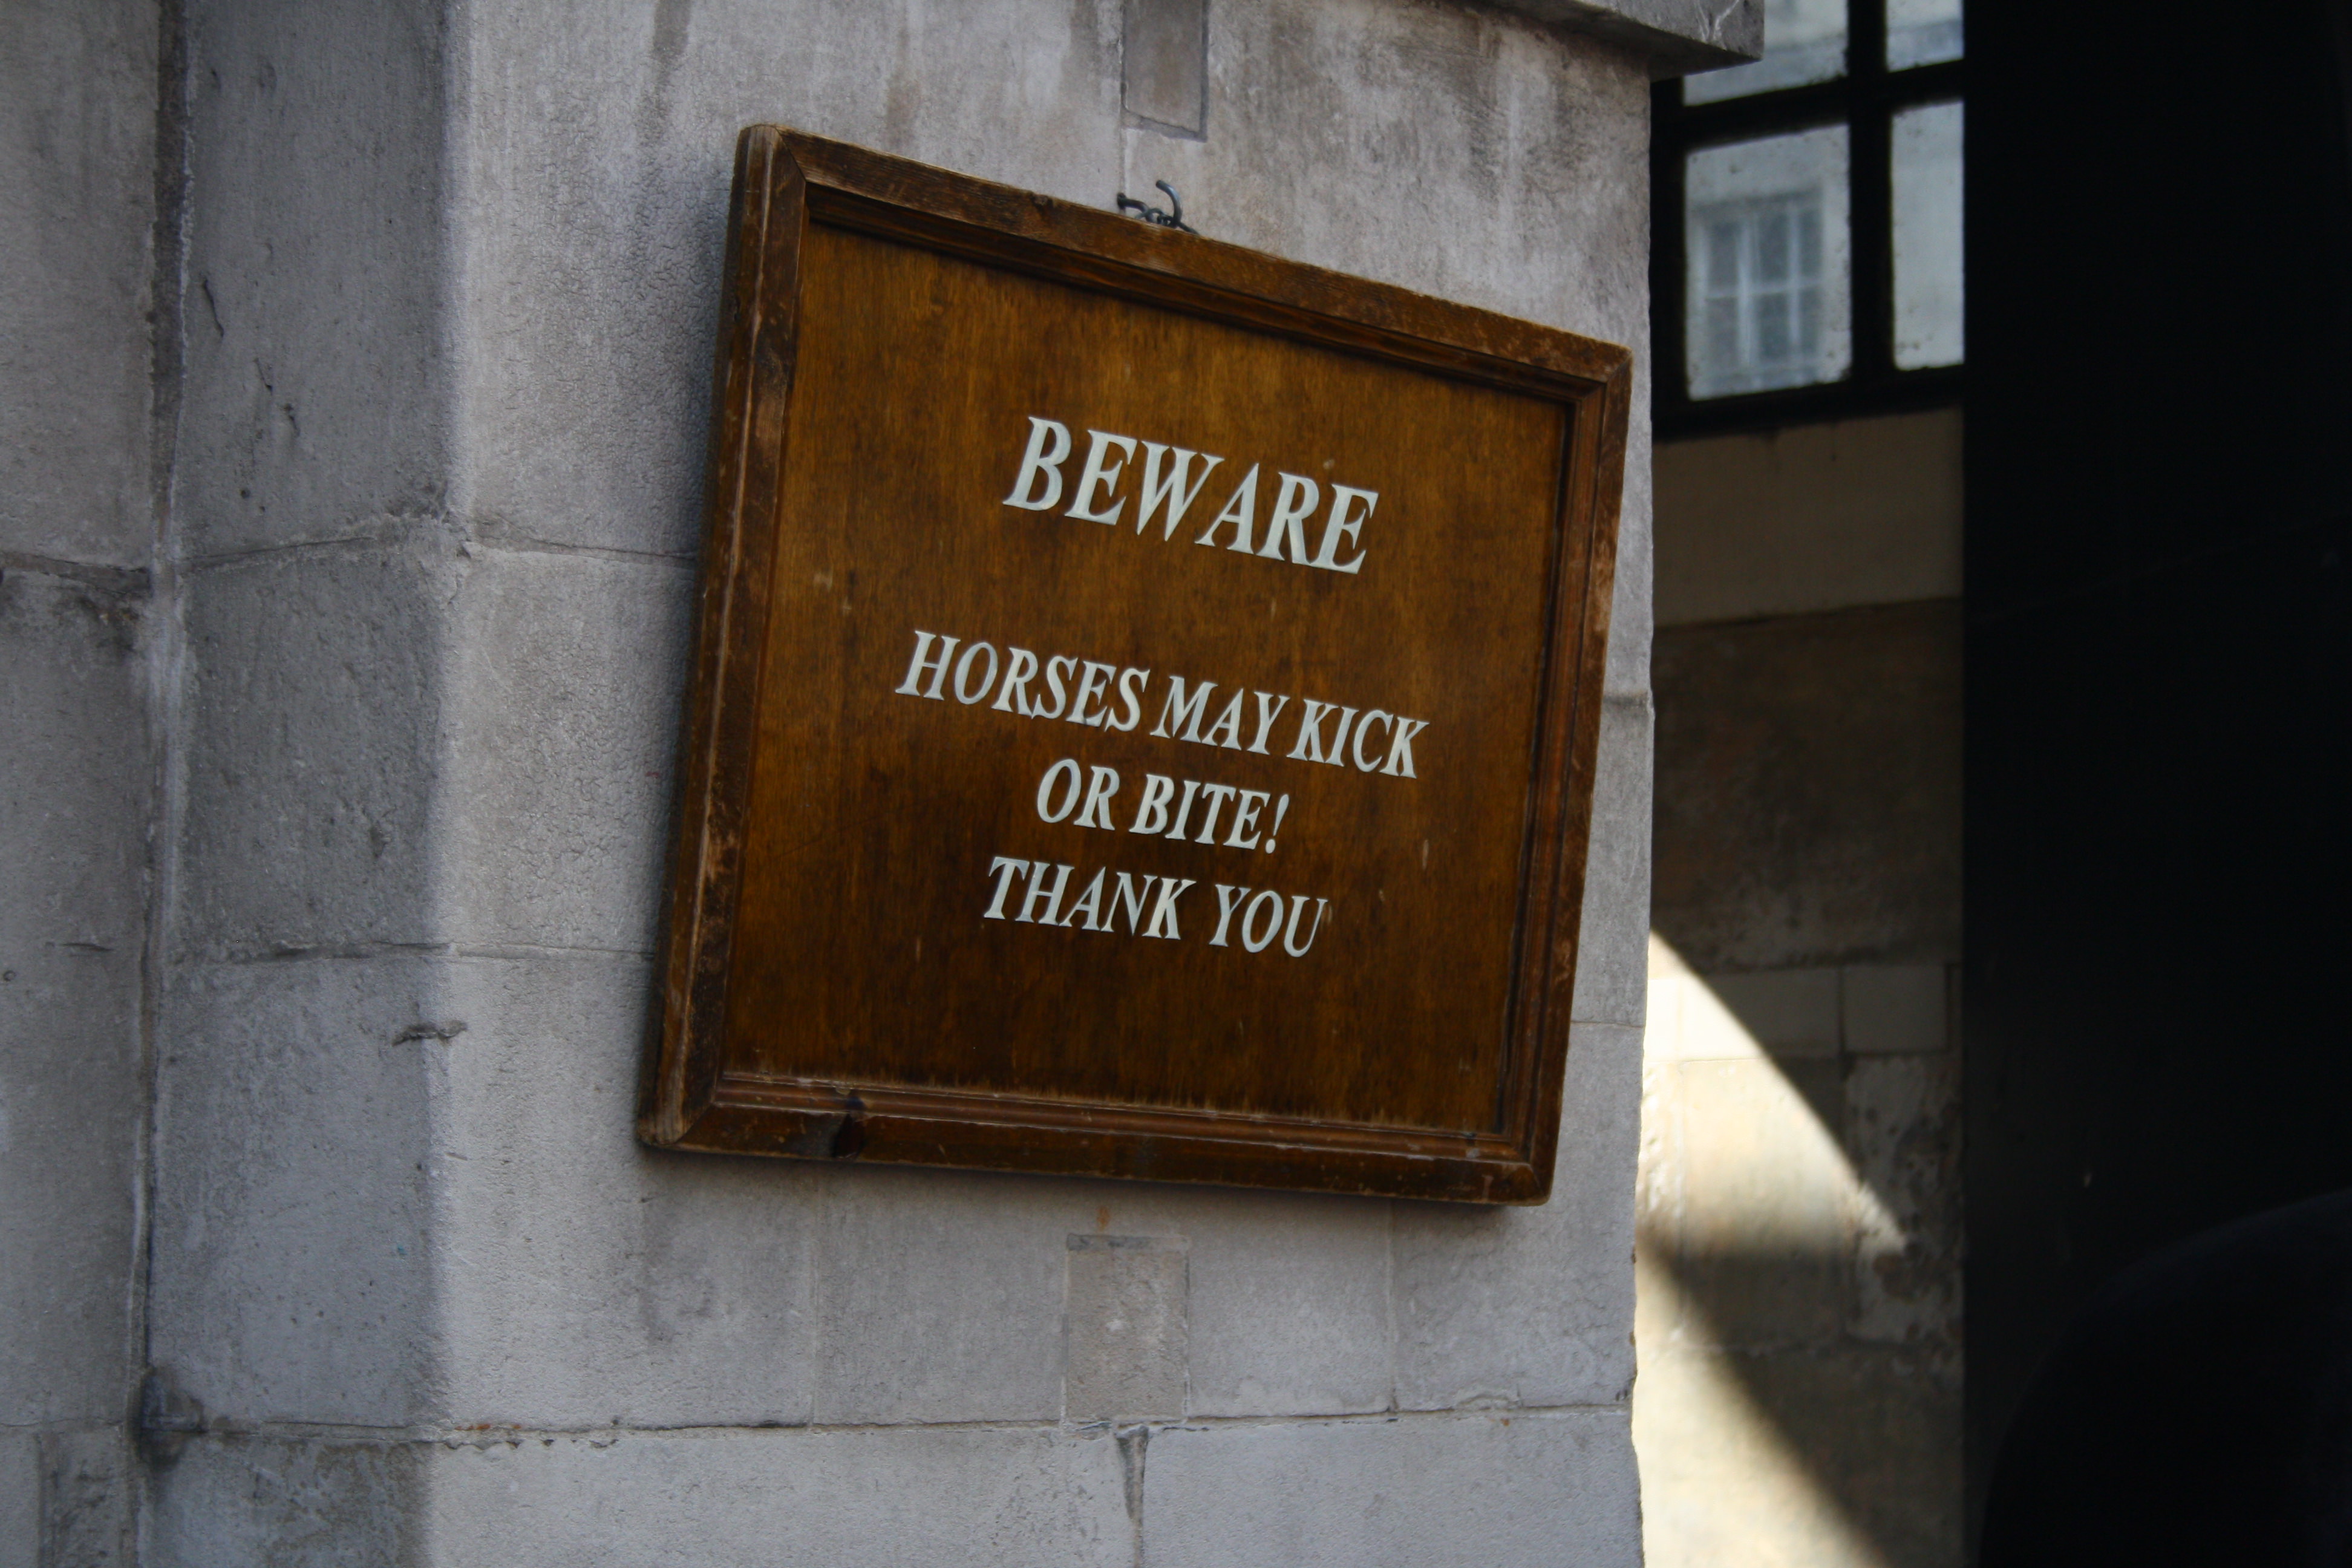 BEWARE
HORSES MAY KICK
OR BITE!
THANK YOU